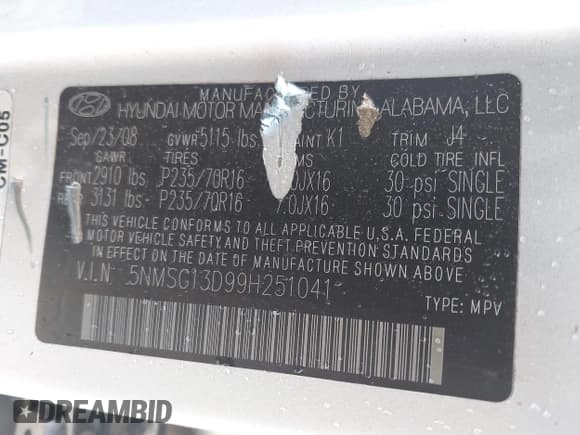 CM-C05
MANUFACTURED BY
HYUNDAI MOTOR MANUFACTURING ALABAMA, LLC
Sep/23/08 GVWR 5115 lbs PAINT K1 TRIM J4
GAWR TIRES RIMS COLD TIRE INFL
FRONT 2910 lbs P235/70R16 7.0JX16 30 psi SINGLE
REAR 3131 lbs P235/70R16 7.0JX16 30 psi SINGLE
THIS VEHICLE CONFORMS TO ALL APPLICABLE U.S.A. FEDERAL
MOTOR VEHICLE SAFETY AND THEFT PREVENTION STANDARDS
IN EFFECT ON THE DATE OF MANUFACTURE SHOWN ABOVE.
V.I.N 5NMSG13D99H251041
TYPE: MPV
DREAMBID